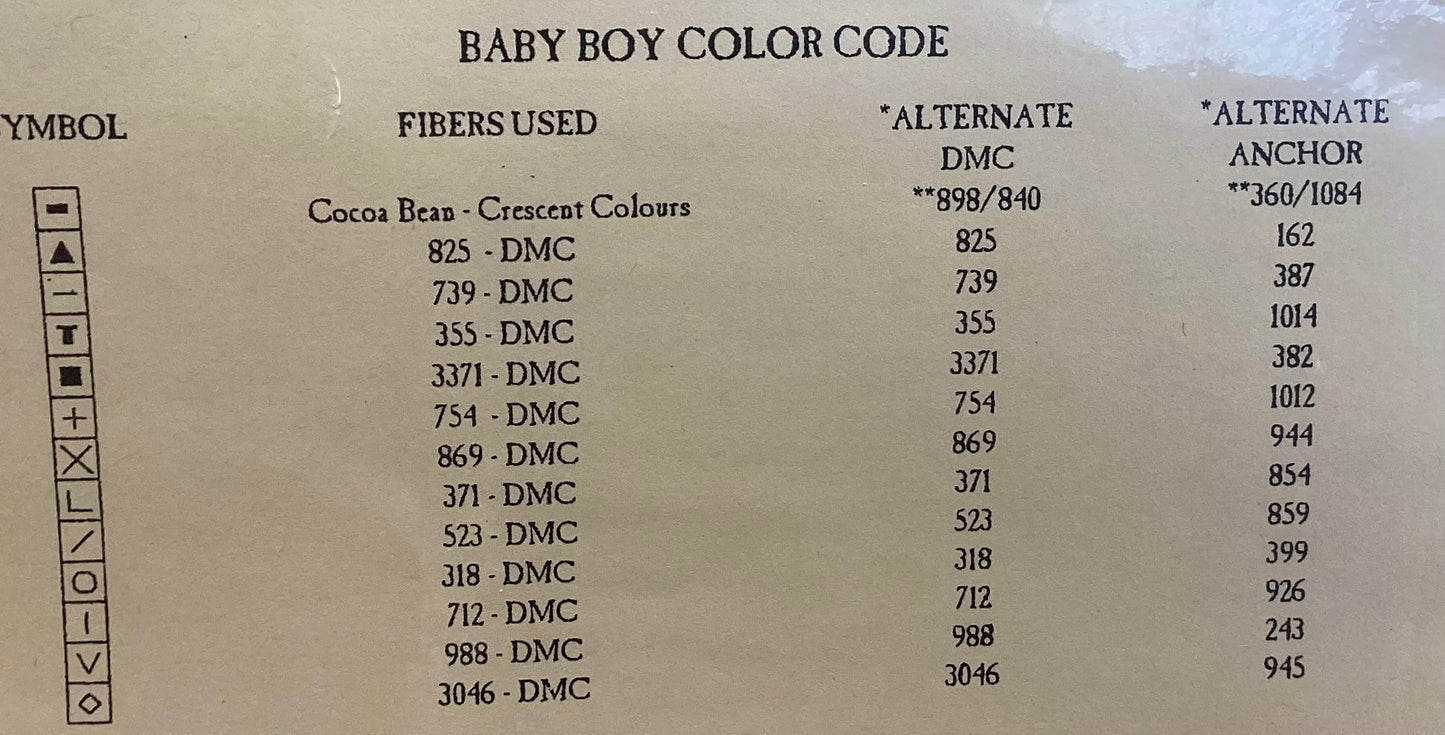 BABY BOY COLOR CODE
YMBOL FIBERS USED *ALTERNATE *ALTERNATE
DMC ANCHOR
Cocoa Bean - Crescent Colours **898/840 **360/1084
825 - DMC 825 162
739 - DMC 739 387
355 - DMC 355 1014
3371 - DMC 3371 382
754 - DMC 754 1012
869 - DMC 869 944
371 - DMC 371 854
523 - DMC 523 859
318 - DMC 318 399
712 - DMC 712 926
988 - DMC 988 243
3046 - DMC 3046 945